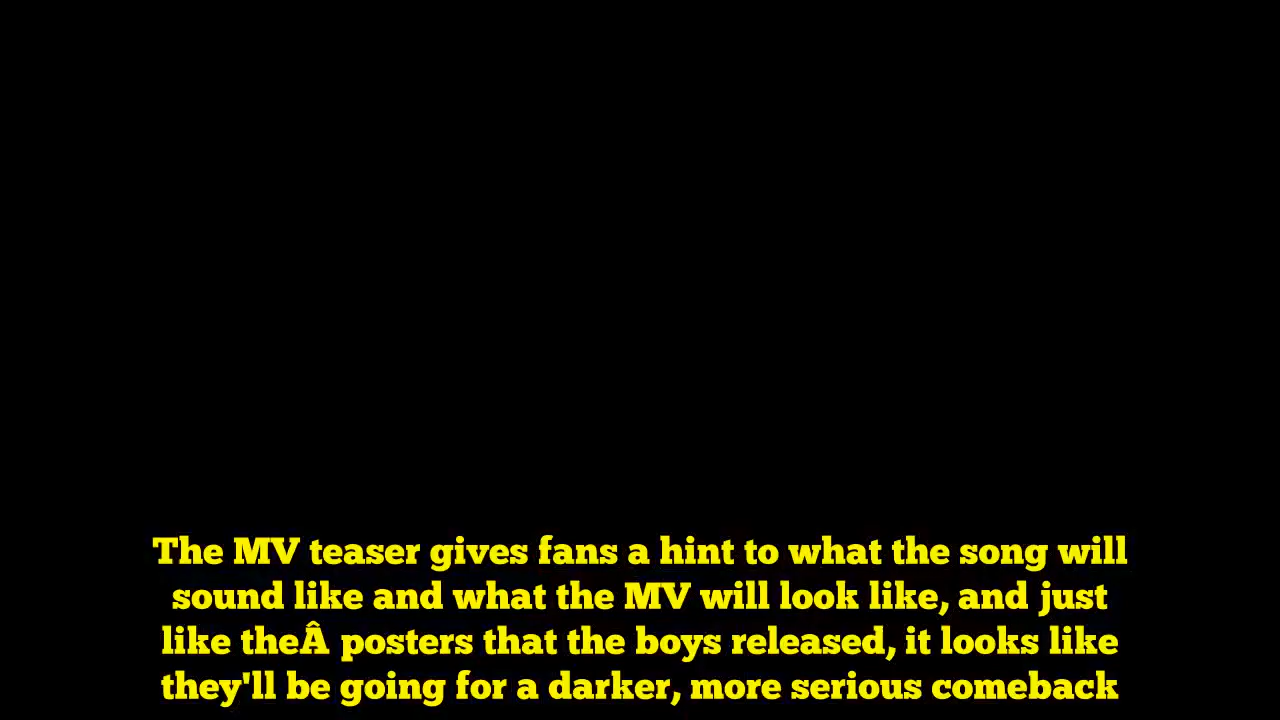 The MV teaser gives fans a hint to what the song will
sound like and what the MV will look like, and just
like theÂ posters that the boys released, it looks like
they'll be going for a darker, more serious comeback